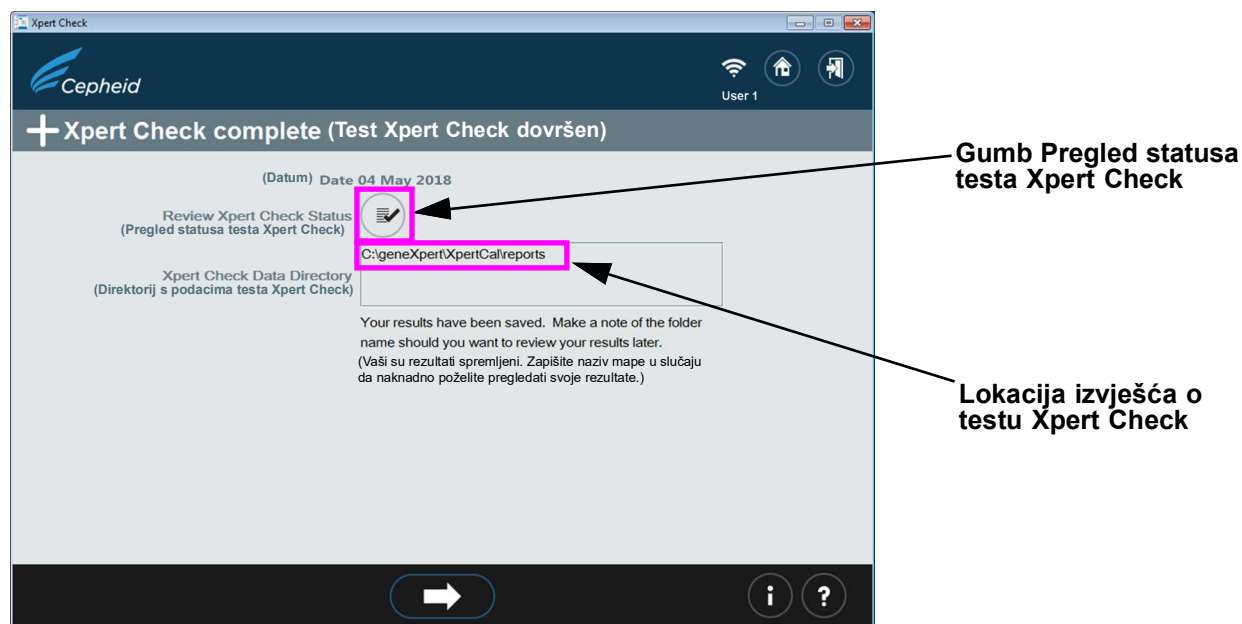 Xpert Check
Cepheid
User 1
Xpert Check complete (Test Xpert Check dovršen)
(Datum) Date 04 May 2018
Review Xpert Check Status
(Pregled statusa testa Xpert Check)
C:\geneXpert\XpertCal\reports
Xpert Check Data Directory
(Direktorij s podacima testa Xpert Check)
Your results have been saved. Make a note of the folder
name should you want to review your results later.
(Vaši su rezultati spremljeni. Zapišite naziv mape u slučaju
da naknadno poželite pregledati svoje rezultate.)
i ?
Gumb Pregled statusa
testa Xpert Check
Lokacija izvješća o
testu Xpert Check